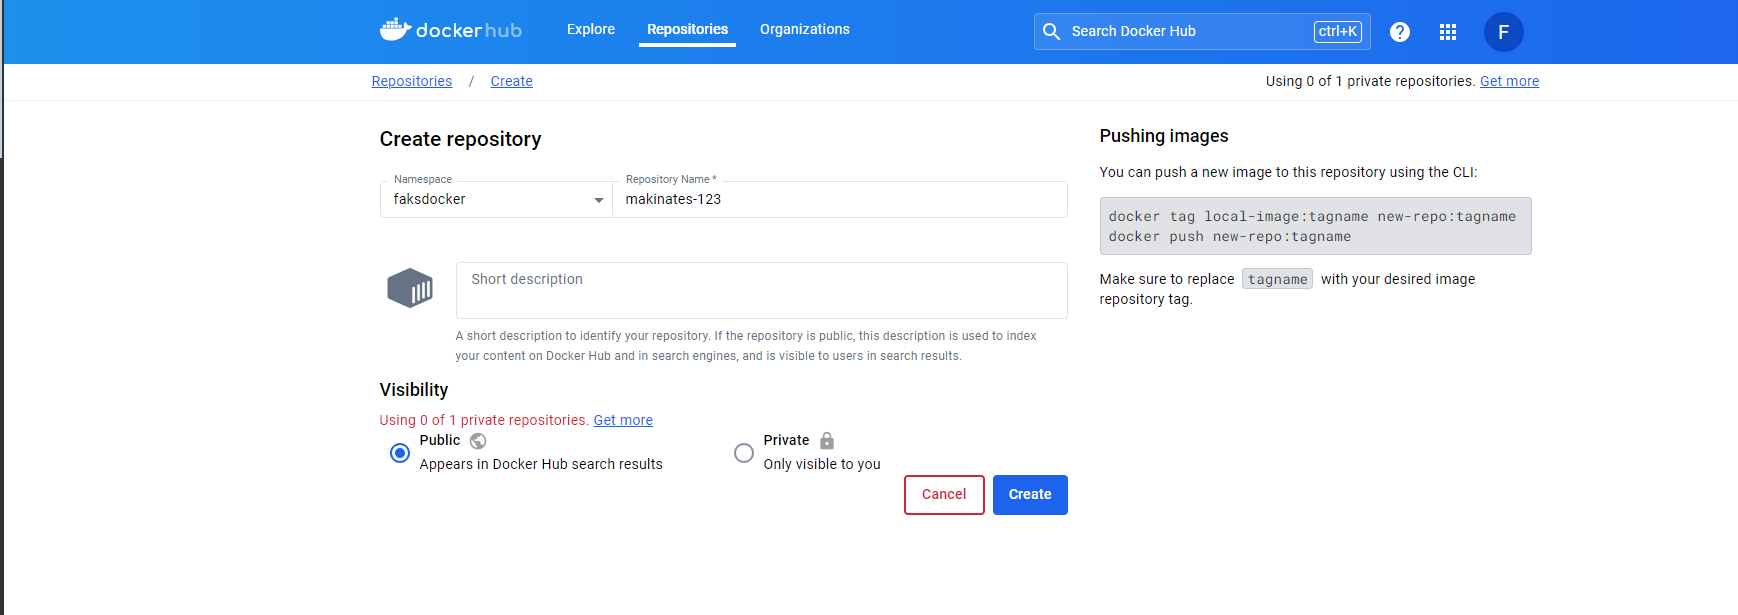 dockerhub
Explore
Repositories
Organizations
Search Docker Hub
ctrl+K
?
F
Repositories / Create
Using 0 of 1 private repositories. Get more
Create repository
Namespace
faksdocker
Repository Name *
makinates-123
Short description
A short description to identify your repository. If the repository is public, this description is used to index
your content on Docker Hub and in search engines, and is visible to users in search results.
Visibility
Using 0 of 1 private repositories. Get more
Public
Appears in Docker Hub search results
Private
Only visible to you
Cancel
Create
Pushing images
You can push a new image to this repository using the CLI:
docker tag local-image:tagname new-repo:tagname
docker push new-repo:tagname
Make sure to replace tagname with your desired image
repository tag.